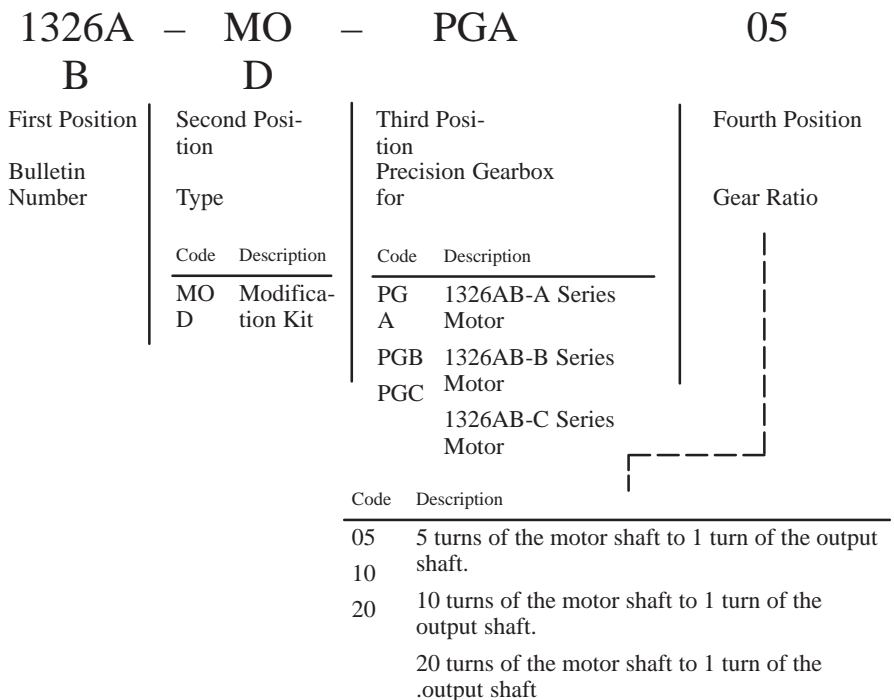 1326A – MO – PGA 05
B D
First Position
Bulletin
Number
Second Posi-
tion
Type
Code Description
MO Modifica-
D tion Kit
Third Posi-
tion
Precision Gearbox
for
Code Description
PG 1326AB-A Series
A Motor
PGB 1326AB-B Series
PGC Motor
1326AB-C Series
Motor
Fourth Position
Gear Ratio
Code Description
05 5 turns of the motor shaft to 1 turn of the output
shaft.
10
20 10 turns of the motor shaft to 1 turn of the
output shaft.
20 turns of the motor shaft to 1 turn of the
.output shaft